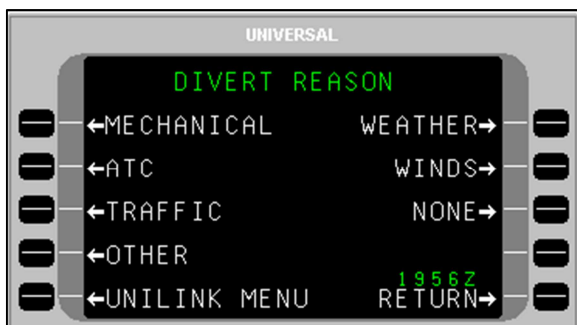 UNIVERSAL
DIVERT REASON
←MECHANICAL WEATHER→
←ATC WINDS→
←TRAFFIC NONE→
←OTHER
1956Z
←UNILINK MENU RETURN→